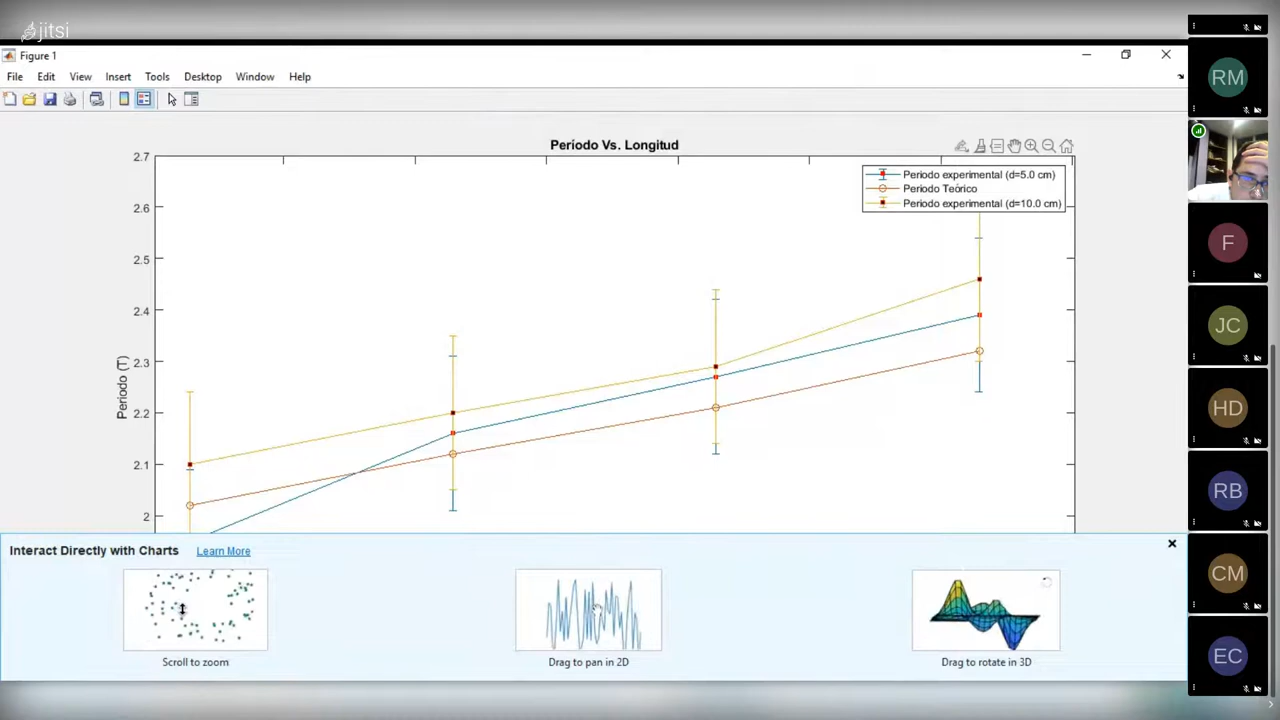 jitsi
Figure 1
File Edit View Insert Tools Desktop Window Help
Período Vs. Longitud
Periodo experimental (d=5.0 cm)
Periodo Teórico
Periodo experimental (d=10.0 cm)
2.7
2.6
2.5
2.4
2.3
2.2
2.1
2
Periodo (T)
Interact Directly with Charts Learn More
Scroll to zoom
Drag to pan in 2D
Drag to rotate in 3D
RM
F
JC
HD
RB
CM
EC